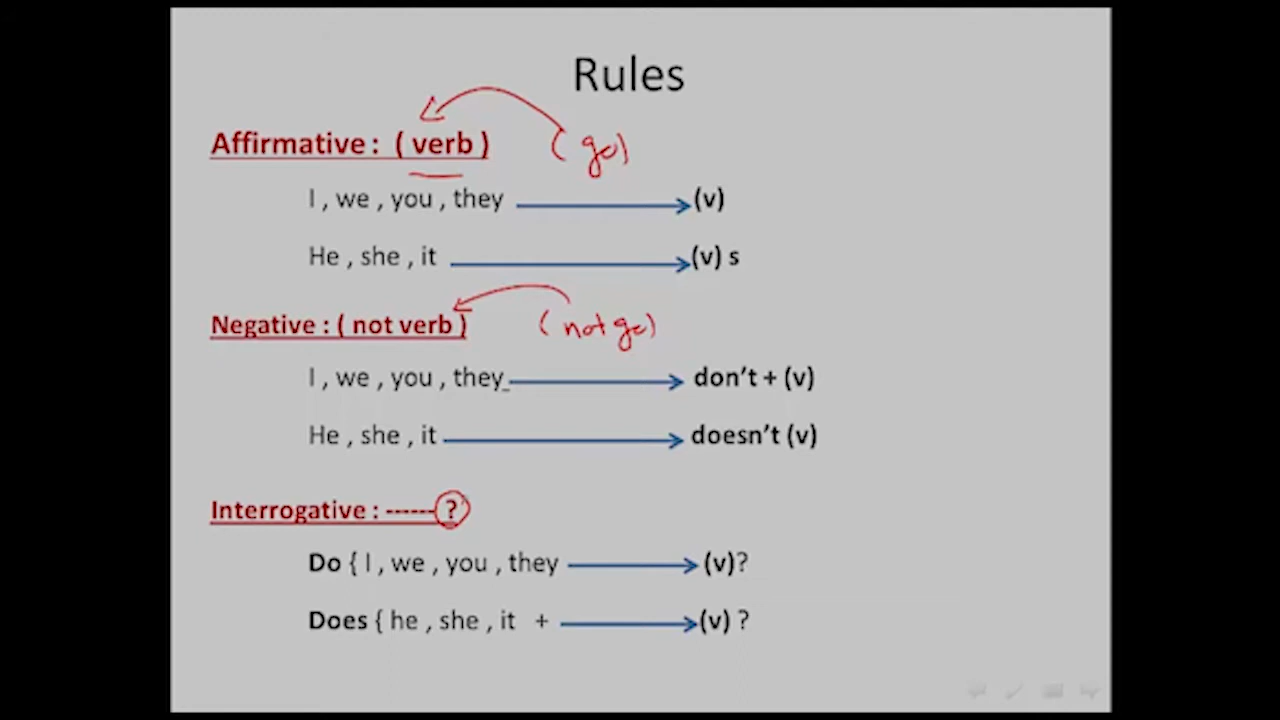 Rules
Affirmative : ( verb ) ( go)
I , we , you , they (v)
He , she , it (v) s
Negative : ( not verb ) ( not go)
I , we , you , they don't + (v)
He , she , it doesn't (v)
Interrogative : ------ ?
Do { I , we , you , they (v)?
Does { he , she , it + (v) ?